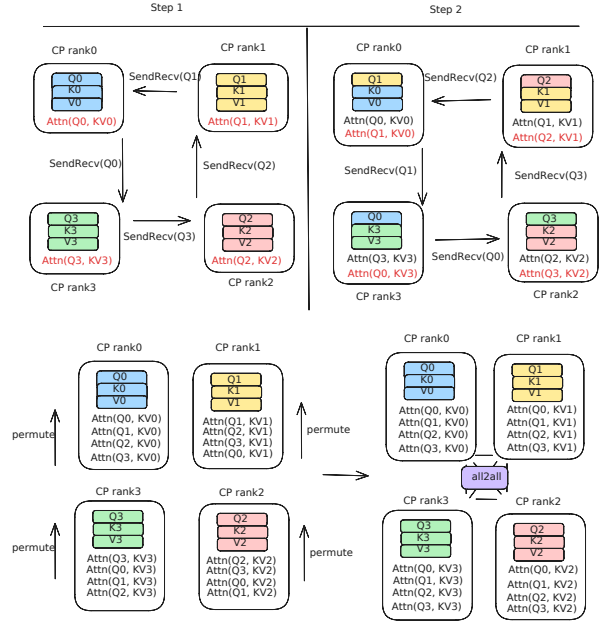 Step 1
Step 2
CP rank0
CP rank1
Q0
K0
V0
Attn(Q0, KV0)
SendRecv(Q1)
Q1
K1
V1
Attn(Q1, KV1)
SendRecv(Q0)
SendRecv(Q2)
Q3
K3
V3
Attn(Q3, KV3)
SendRecv(Q3)
Q2
K2
V2
Attn(Q2, KV2)
CP rank3
CP rank2
CP rank0
CP rank1
Q1
K0
V0
Attn(Q0, KV0)
Attn(Q1, KV0)
SendRecv(Q2)
Q2
K1
V1
Attn(Q1, KV1)
Attn(Q2, KV1)
SendRecv(Q1)
SendRecv(Q3)
Q0
K3
V3
Attn(Q3, KV3)
Attn(Q0, KV3)
SendRecv(Q0)
Q3
K2
V2
Attn(Q2, KV2)
Attn(Q3, KV2)
CP rank3
CP rank2
CP rank0
CP rank1
permute
Q0
K0
V0
Attn(Q0, KV0)
Attn(Q1, KV0)
Attn(Q2, KV0)
Attn(Q3, KV0)
Q1
K1
V1
Attn(Q1, KV1)
Attn(Q2, KV1)
Attn(Q3, KV1)
Attn(Q0, KV1)
permute
CP rank3
CP rank2
permute
Q3
K3
V3
Attn(Q3, KV3)
Attn(Q0, KV3)
Attn(Q1, KV3)
Attn(Q2, KV3)
Q2
K2
V2
Attn(Q2, KV2)
Attn(Q3, KV2)
Attn(Q0, KV2)
Attn(Q1, KV2)
permute
CP rank0
CP rank1
Q0
K0
V0
Attn(Q0, KV0)
Attn(Q1, KV0)
Attn(Q2, KV0)
Attn(Q3, KV0)
Q1
K1
V1
Attn(Q0, KV1)
Attn(Q1, KV1)
Attn(Q2, KV1)
Attn(Q3, KV1)
all2all
CP rank3
CP rank2
Q3
K3
V3
Attn(Q0, KV3)
Attn(Q1, KV3)
Attn(Q2, KV3)
Attn(Q3, KV3)
Q2
K2
V2
Attn(Q0, KV2)
Attn(Q1, KV2)
Attn(Q2, KV2)
Attn(Q3, KV2)